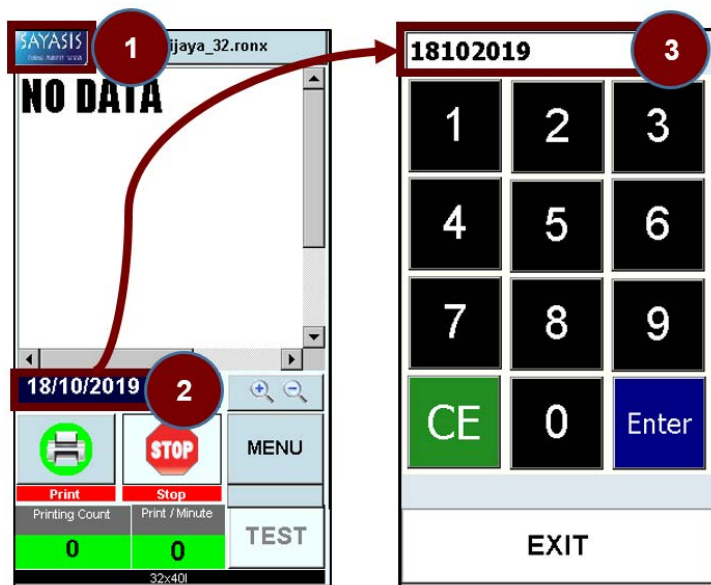 SAYASIS
1
ijaya_32.ronx
NO DATA
18/10/2019
2
STOP
MENU
Print
Stop
Printing Count
Print / Minute
0
0
TEST
32x40l
18102019
3
1
2
3
4
5
6
7
8
9
CE
0
Enter
EXIT